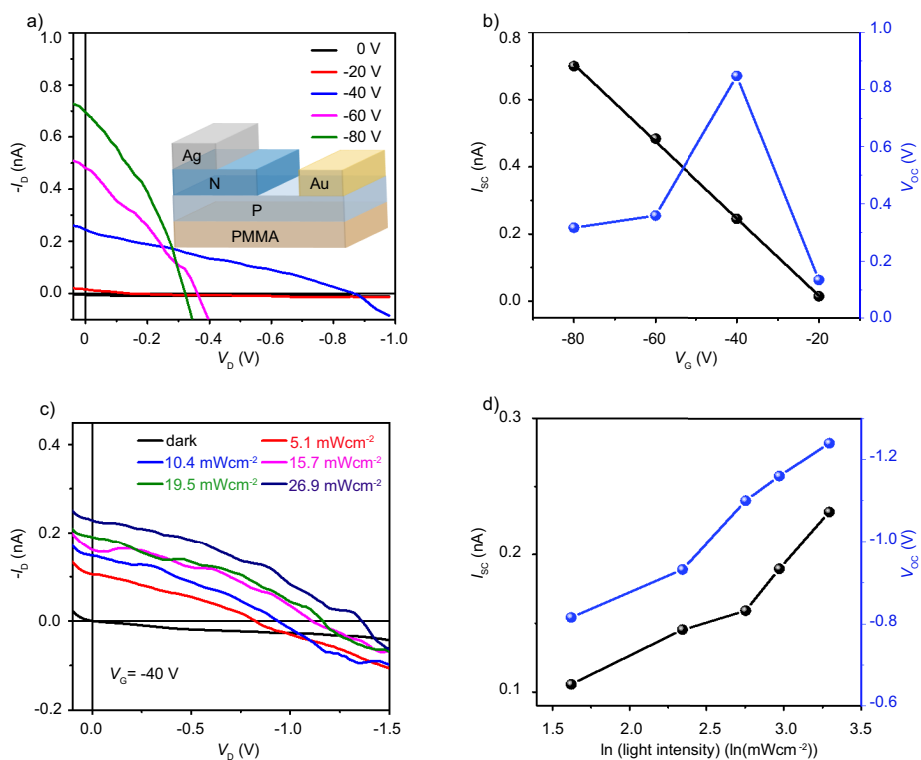 a)
1.0
0.8
0.6
0.4
0.2
0.0
-I_D (nA)
0 V
-20 V
-40 V
-60 V
-80 V
Ag
N
Au
P
PMMA
0 -0.2 -0.4 -0.6 -0.8 -1.0
V_D (V)
b)
0.8
0.6
0.4
0.2
0.0
I_SC (nA)
1.0
0.8
0.6
0.4
0.2
0.0
V_OC (V)
-80 -60 -40 -20
V_G (V)
c)
0.4
0.2
0.0
-0.2
-I_D (nA)
dark 5.1 mWcm⁻²
10.4 mWcm⁻² 15.7 mWcm⁻²
19.5 mWcm⁻² 26.9 mWcm⁻²
V_G= -40 V
0.0 -0.5 -1.0 -1.5
V_D (V)
d)
0.3
0.2
0.1
I_SC (nA)
-1.2
-1.0
-0.8
-0.6
V_OC (V)
1.5 2.0 2.5 3.0 3.5
ln (light intensity) (ln(mWcm⁻²))